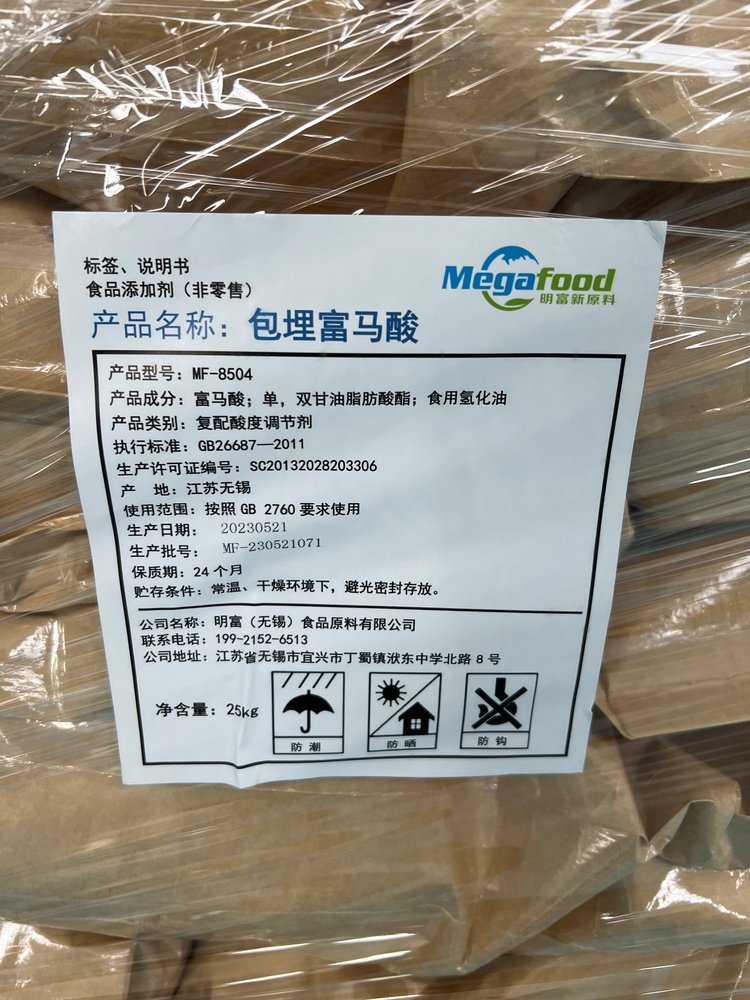 标签、说明书
食品添加剂（非零售）
Megafood
明富新原料
产品名称：包埋富马酸
产品型号：MF-8504
产品成分：富马酸；单，双甘油脂肪酸酯；食用氢化油
产品类别：复配酸度调节剂
执行标准：GB26687—2011
生产许可证编号：SC20132028203306
产 地：江苏无锡
使用范围：按照 GB 2760 要求使用
生产日期： 20230521
生产批号： MF-230521071
保质期：24 个月
贮存条件：常温、干燥环境下，避光密封存放。
公司名称：明富（无锡）食品原料有限公司
联系电话：199-2152-6513
公司地址：江苏省无锡市宜兴市丁蜀镇洑东中学北路 8 号
净含量：25kg
防 潮
防 晒
防 钩